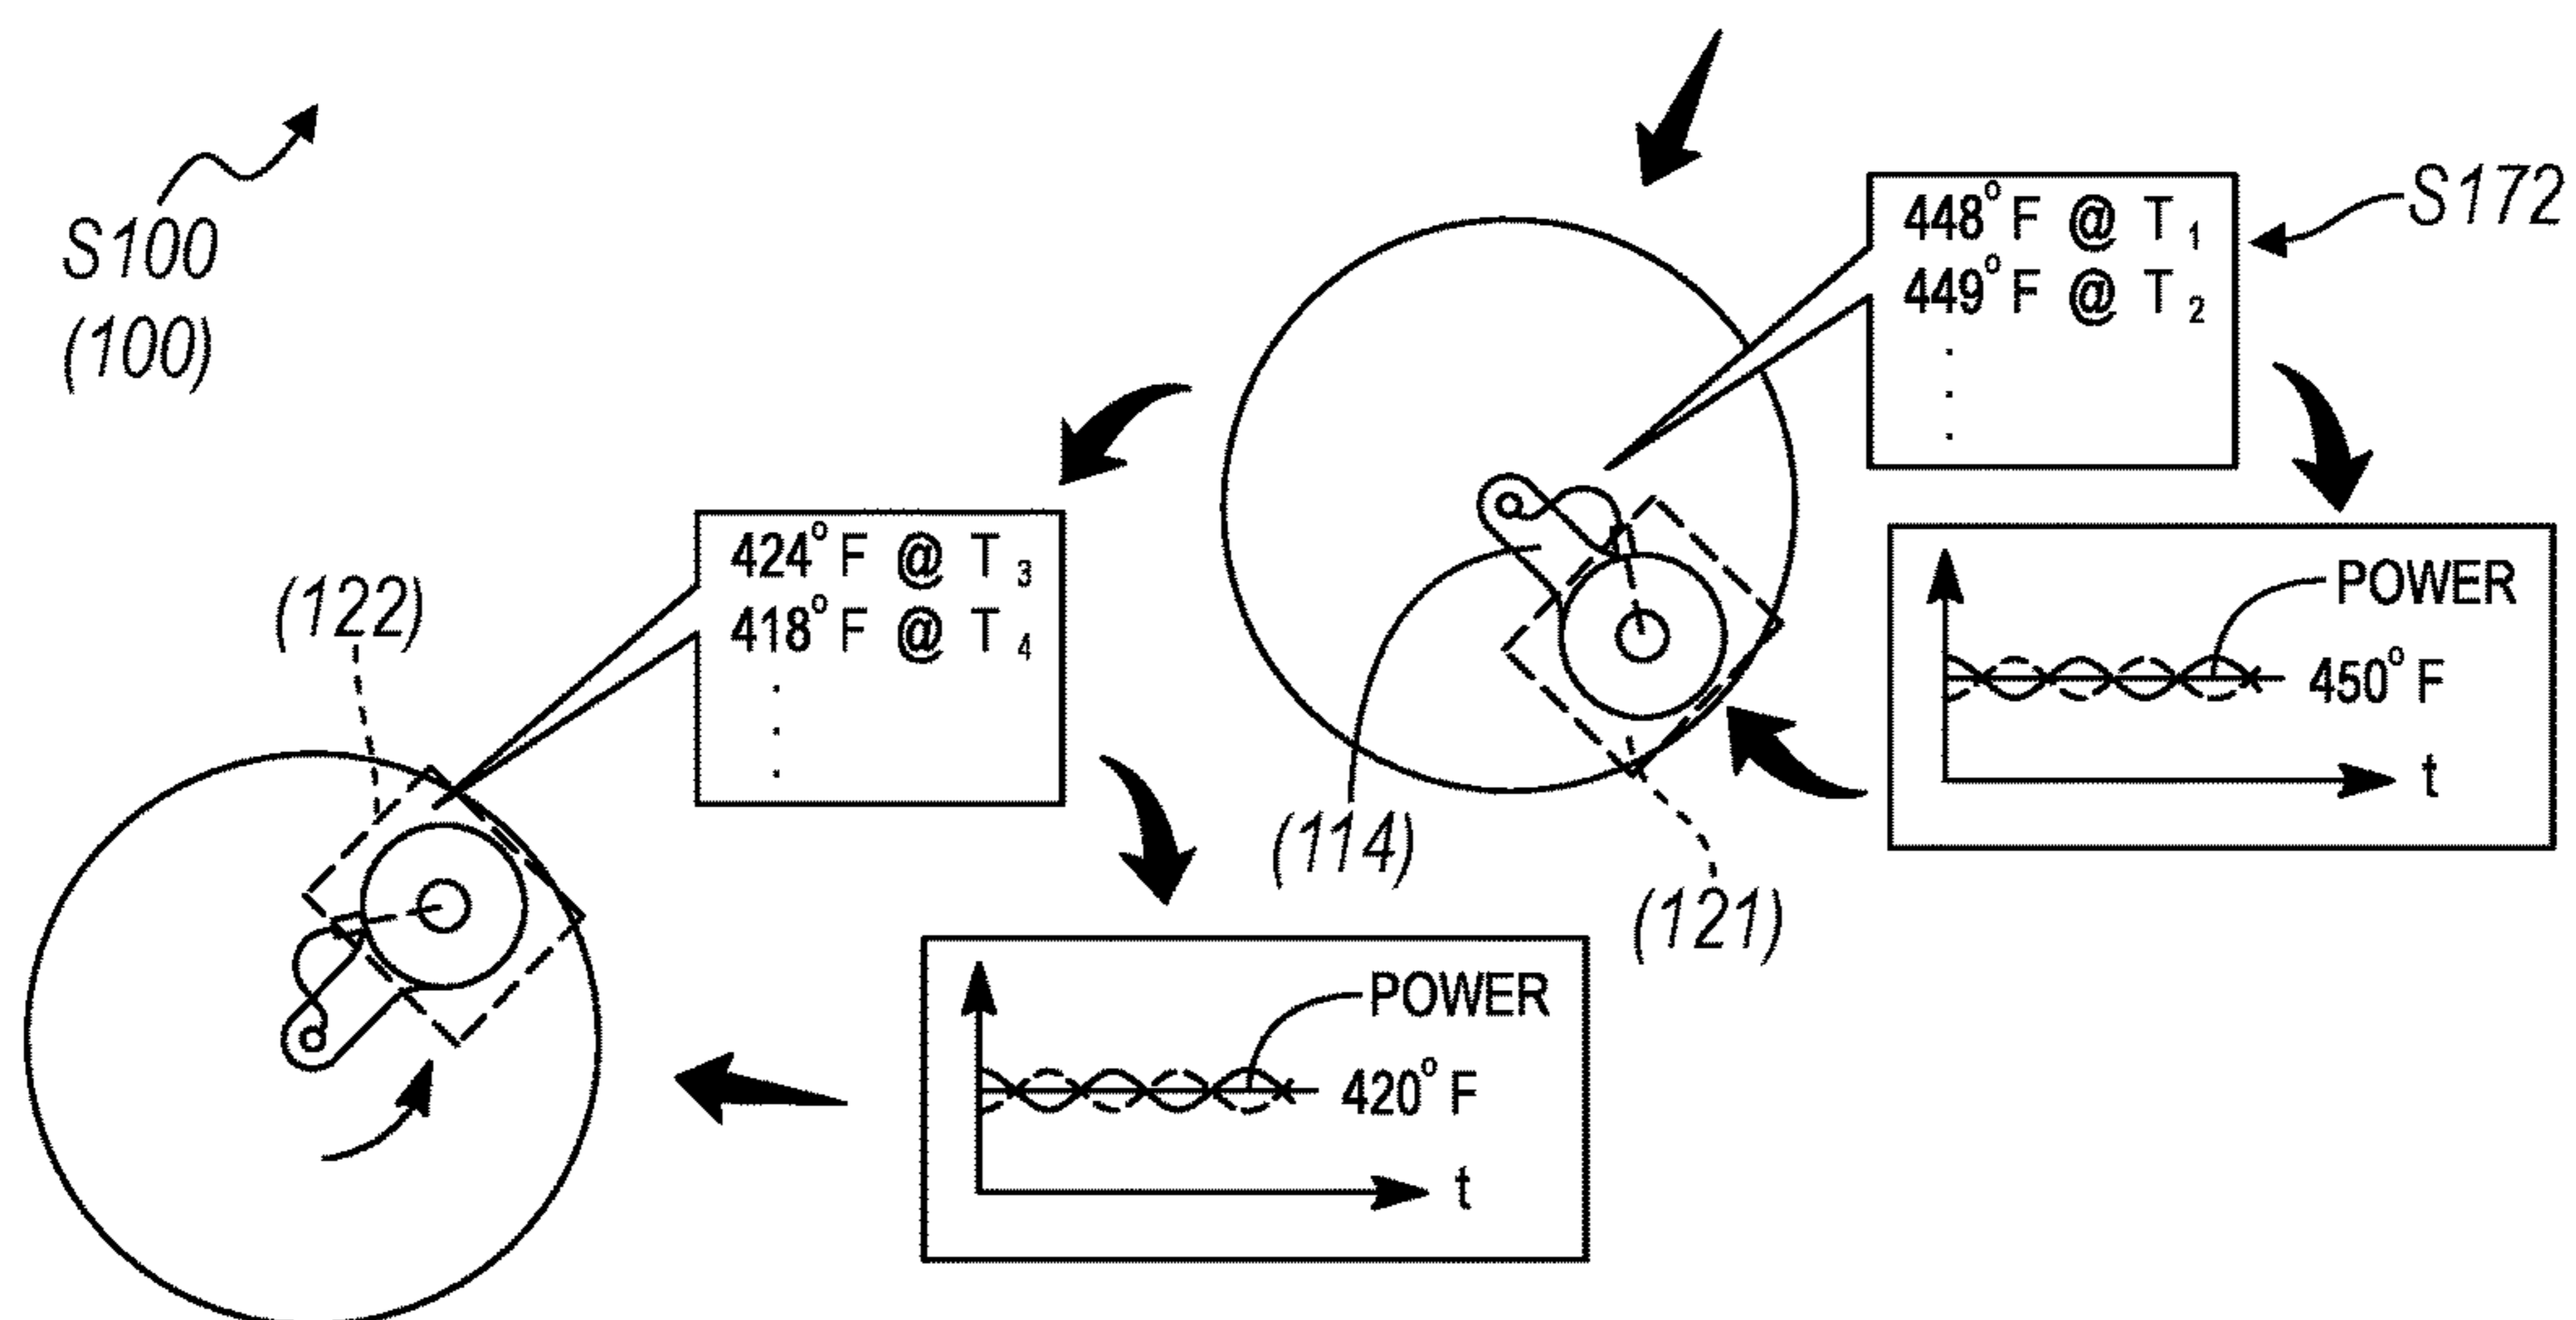 S100
(100)
448° F @ T1
449° F @ T2
.
.
.
S172
POWER
450° F
t
(114)
(121)
(122)
424° F @ T3
418° F @ T4
.
.
.
POWER
420° F
t